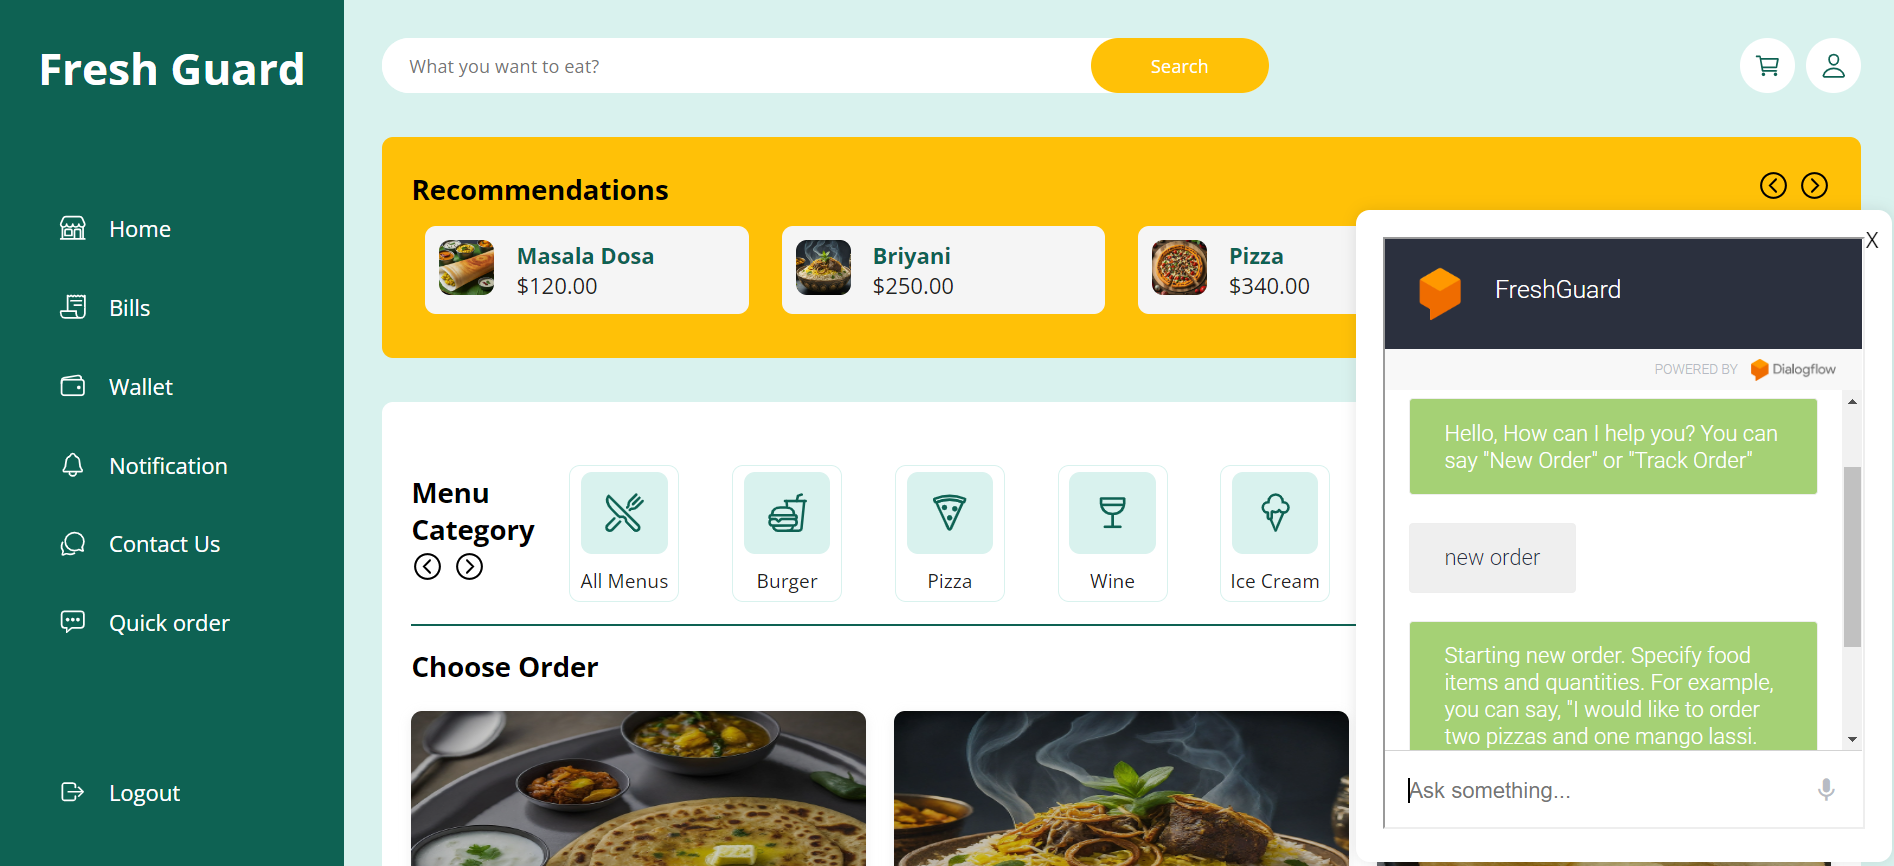 Fresh Guard
Home
Bills
Wallet
Notification
Contact Us
Quick order
Logout
What you want to eat?
Search
Recommendations
Masala Dosa
$120.00
Briyani
$250.00
Pizza
$340.00
Menu
Category
All Menus
Burger
Pizza
Wine
Ice Cream
Choose Order
X
FreshGuard
POWERED BY Dialogflow
Hello, How can I help you? You can
say "New Order" or "Track Order"
new order
Starting new order. Specify food
items and quantities. For example,
you can say, "I would like to order
two pizzas and one mango lassi.
Ask something...